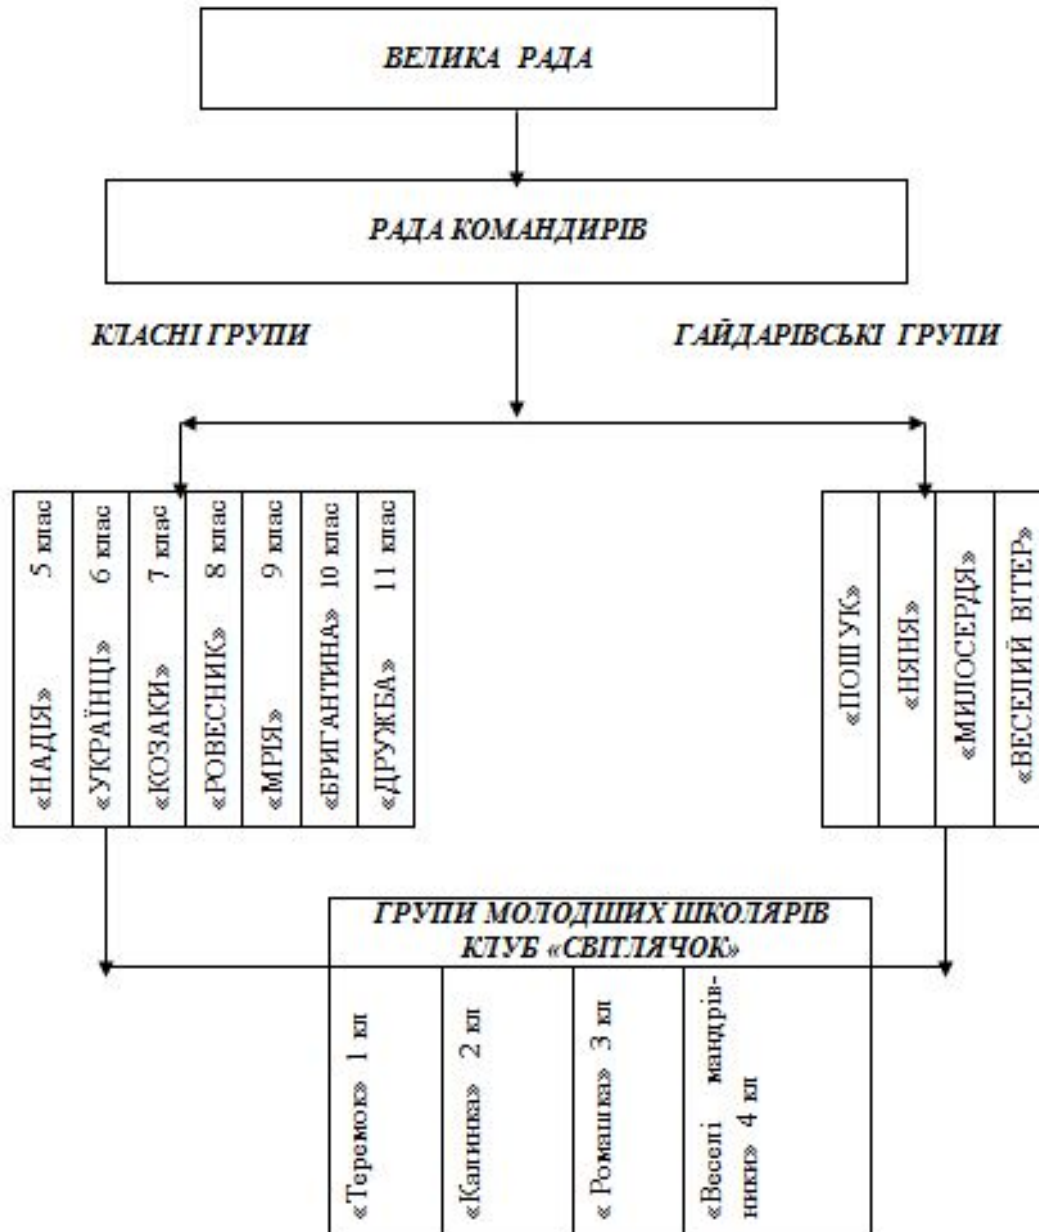 ВЕЛИКА РАДА
РАДА КОМАНДИРІВ
КЛАСНІ ГРУПИ
ГАЙДАРІВСЬКІ ГРУПИ
«НАДІЯ» 5 клас
«УКРАЇНЦІ» 6 клас
«КОЗАКИ» 7 клас
«РОВЕСНИК» 8 клас
«МРІЯ» 9 клас
«БРИГАНТИНА» 10 клас
«ДРУЖБА» 11 клас
«ПОШУК»
«НЯНЯ»
«МИЛОСЕРДЯ»
«ВЕСЕЛИЙ ВІТЕР»
ГРУПИ МОЛОДШИХ ШКОЛЯРІВ
КЛУБ «СВІТЛЯЧОК»
«Теремок» 1 кл
«Калинка» 2 кл
« Ромашка» 3 кл
«Веселі мандрів-
ники» 4 кл